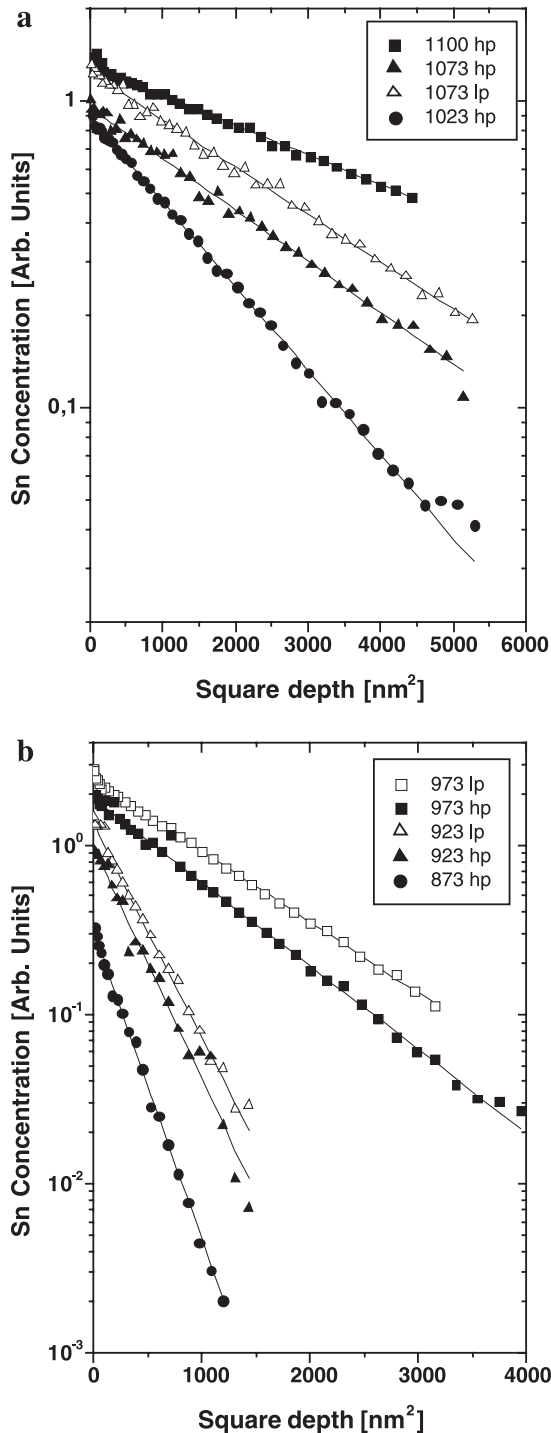 a
1100 hp
1073 hp
1073 lp
1023 hp
1
0,1
Sn Concentration [Arb. Units]
0 1000 2000 3000 4000 5000 6000
Square depth [nm²]
b
973 lp
973 hp
923 lp
923 hp
873 hp
10⁰
10⁻¹
10⁻²
10⁻³
Sn Concentration [Arb. Units]
0 1000 2000 3000 4000
Square depth [nm²]